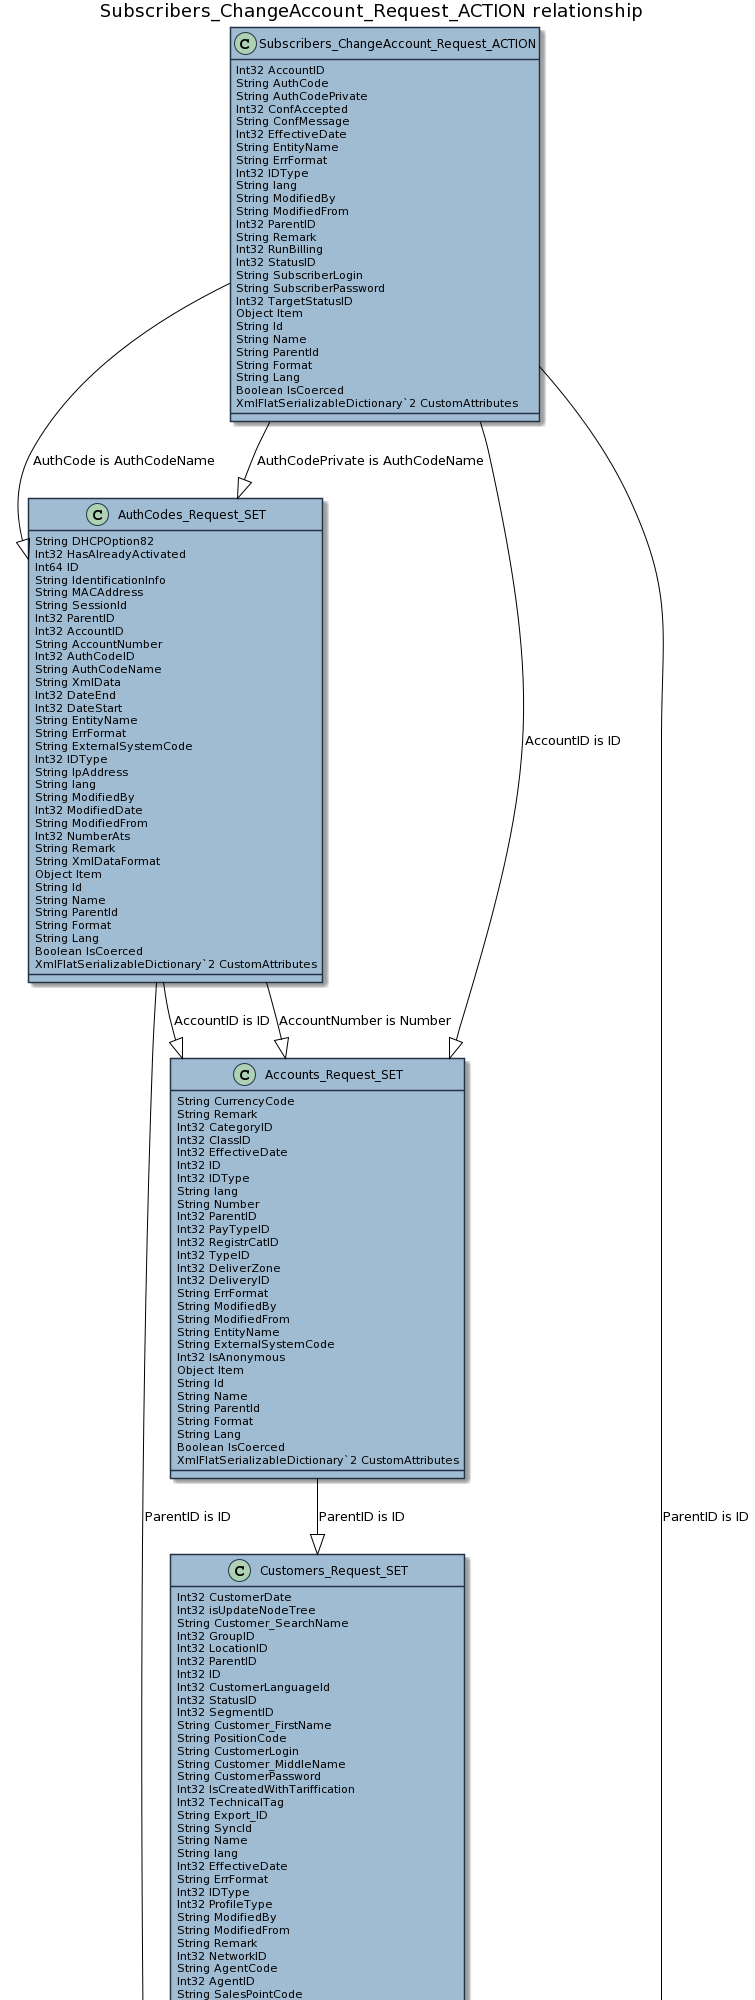 Subscribers_ChangeAccount_Request_ACTION relationship
C Subscribers_ChangeAccount_Request_ACTION
Int32 AccountID
String AuthCode
String AuthCodePrivate
Int32 ConfAccepted
String ConfMessage
Int32 EffectiveDate
String EntityName
String ErrFormat
Int32 IDType
String lang
String ModifiedBy
String ModifiedFrom
Int32 ParentID
String Remark
Int32 RunBilling
Int32 StatusID
String SubscriberLogin
String SubscriberPassword
Int32 TargetStatusID
Object Item
String Id
String Name
String ParentId
String Format
String Lang
Boolean IsCoerced
XmlFlatSerializableDictionary`2 CustomAttributes
AuthCode is AuthCodeName
AuthCodePrivate is AuthCodeName
C AuthCodes_Request_SET
String DHCPOption82
Int32 HasAlreadyActivated
Int64 ID
String IdentificationInfo
String MACAddress
String SessionId
Int32 ParentID
Int32 AccountID
String AccountNumber
Int32 AuthCodeID
String AuthCodeName
String XmlData
Int32 DateEnd
Int32 DateStart
String EntityName
String ErrFormat
String ExternalSystemCode
Int32 IDType
String IpAddress
String lang
String ModifiedBy
Int32 ModifiedDate
String ModifiedFrom
Int32 NumberAts
String Remark
String XmlDataFormat
Object Item
String Id
String Name
String ParentId
String Format
String Lang
Boolean IsCoerced
XmlFlatSerializableDictionary`2 CustomAttributes
AccountID is ID
AccountID is ID
AccountNumber is Number
C Accounts_Request_SET
String CurrencyCode
String Remark
Int32 CategoryID
Int32 ClassID
Int32 EffectiveDate
Int32 ID
Int32 IDType
String lang
String Number
Int32 ParentID
Int32 PayTypeID
Int32 RegistrCatID
Int32 TypeID
Int32 DeliverZone
Int32 DeliveryID
String ErrFormat
String ModifiedBy
String ModifiedFrom
String EntityName
String ExternalSystemCode
Int32 IsAnonymous
Object Item
String Id
String Name
String ParentId
String Format
String Lang
Boolean IsCoerced
XmlFlatSerializableDictionary`2 CustomAttributes
ParentID is ID
ParentID is ID
ParentID is ID
C Customers_Request_SET
Int32 CustomerDate
Int32 isUpdateNodeTree
String Customer_SearchName
Int32 GroupID
Int32 LocationID
Int32 ParentID
Int32 ID
Int32 CustomerLanguageId
Int32 StatusID
Int32 SegmentID
String Customer_FirstName
String PositionCode
String CustomerLogin
String Customer_MiddleName
String CustomerPassword
Int32 IsCreatedWithTariffication
Int32 TechnicalTag
String Export_ID
String SyncId
String Name
String lang
Int32 EffectiveDate
String ErrFormat
Int32 IDType
Int32 ProfileType
String ModifiedBy
String ModifiedFrom
String Remark
Int32 NetworkID
String AgentCode
Int32 AgentID
String SalesPointCode